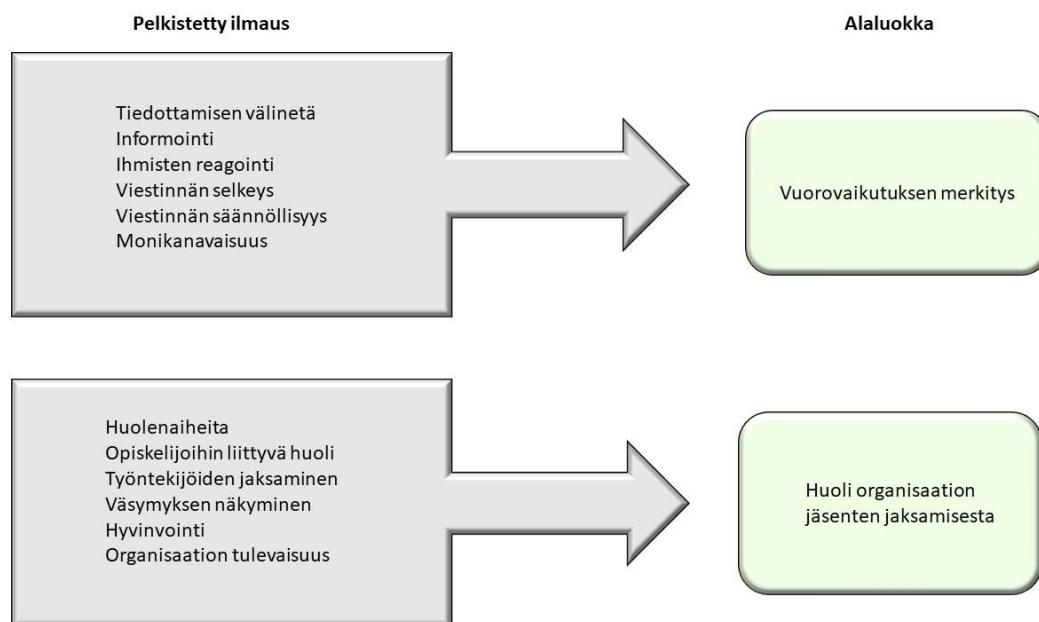 Pelkistetty ilmaus
Alaluokka
Tiedottamisen välinetä
Informointi
Ihmisten reagointi
Viestinnän selkeys
Viestinnän säännöllisyys
Monikanavaisuus
Vuorovaikutuksen merkitys
Huolenaiheita
Opiskelijoihin liittyvä huoli
Työntekijöiden jaksaminen
Väsymyksen näkyminen
Hyvinvointi
Organisaation tulevaisuus
Huoli organisaation
jäsenten jaksamisesta